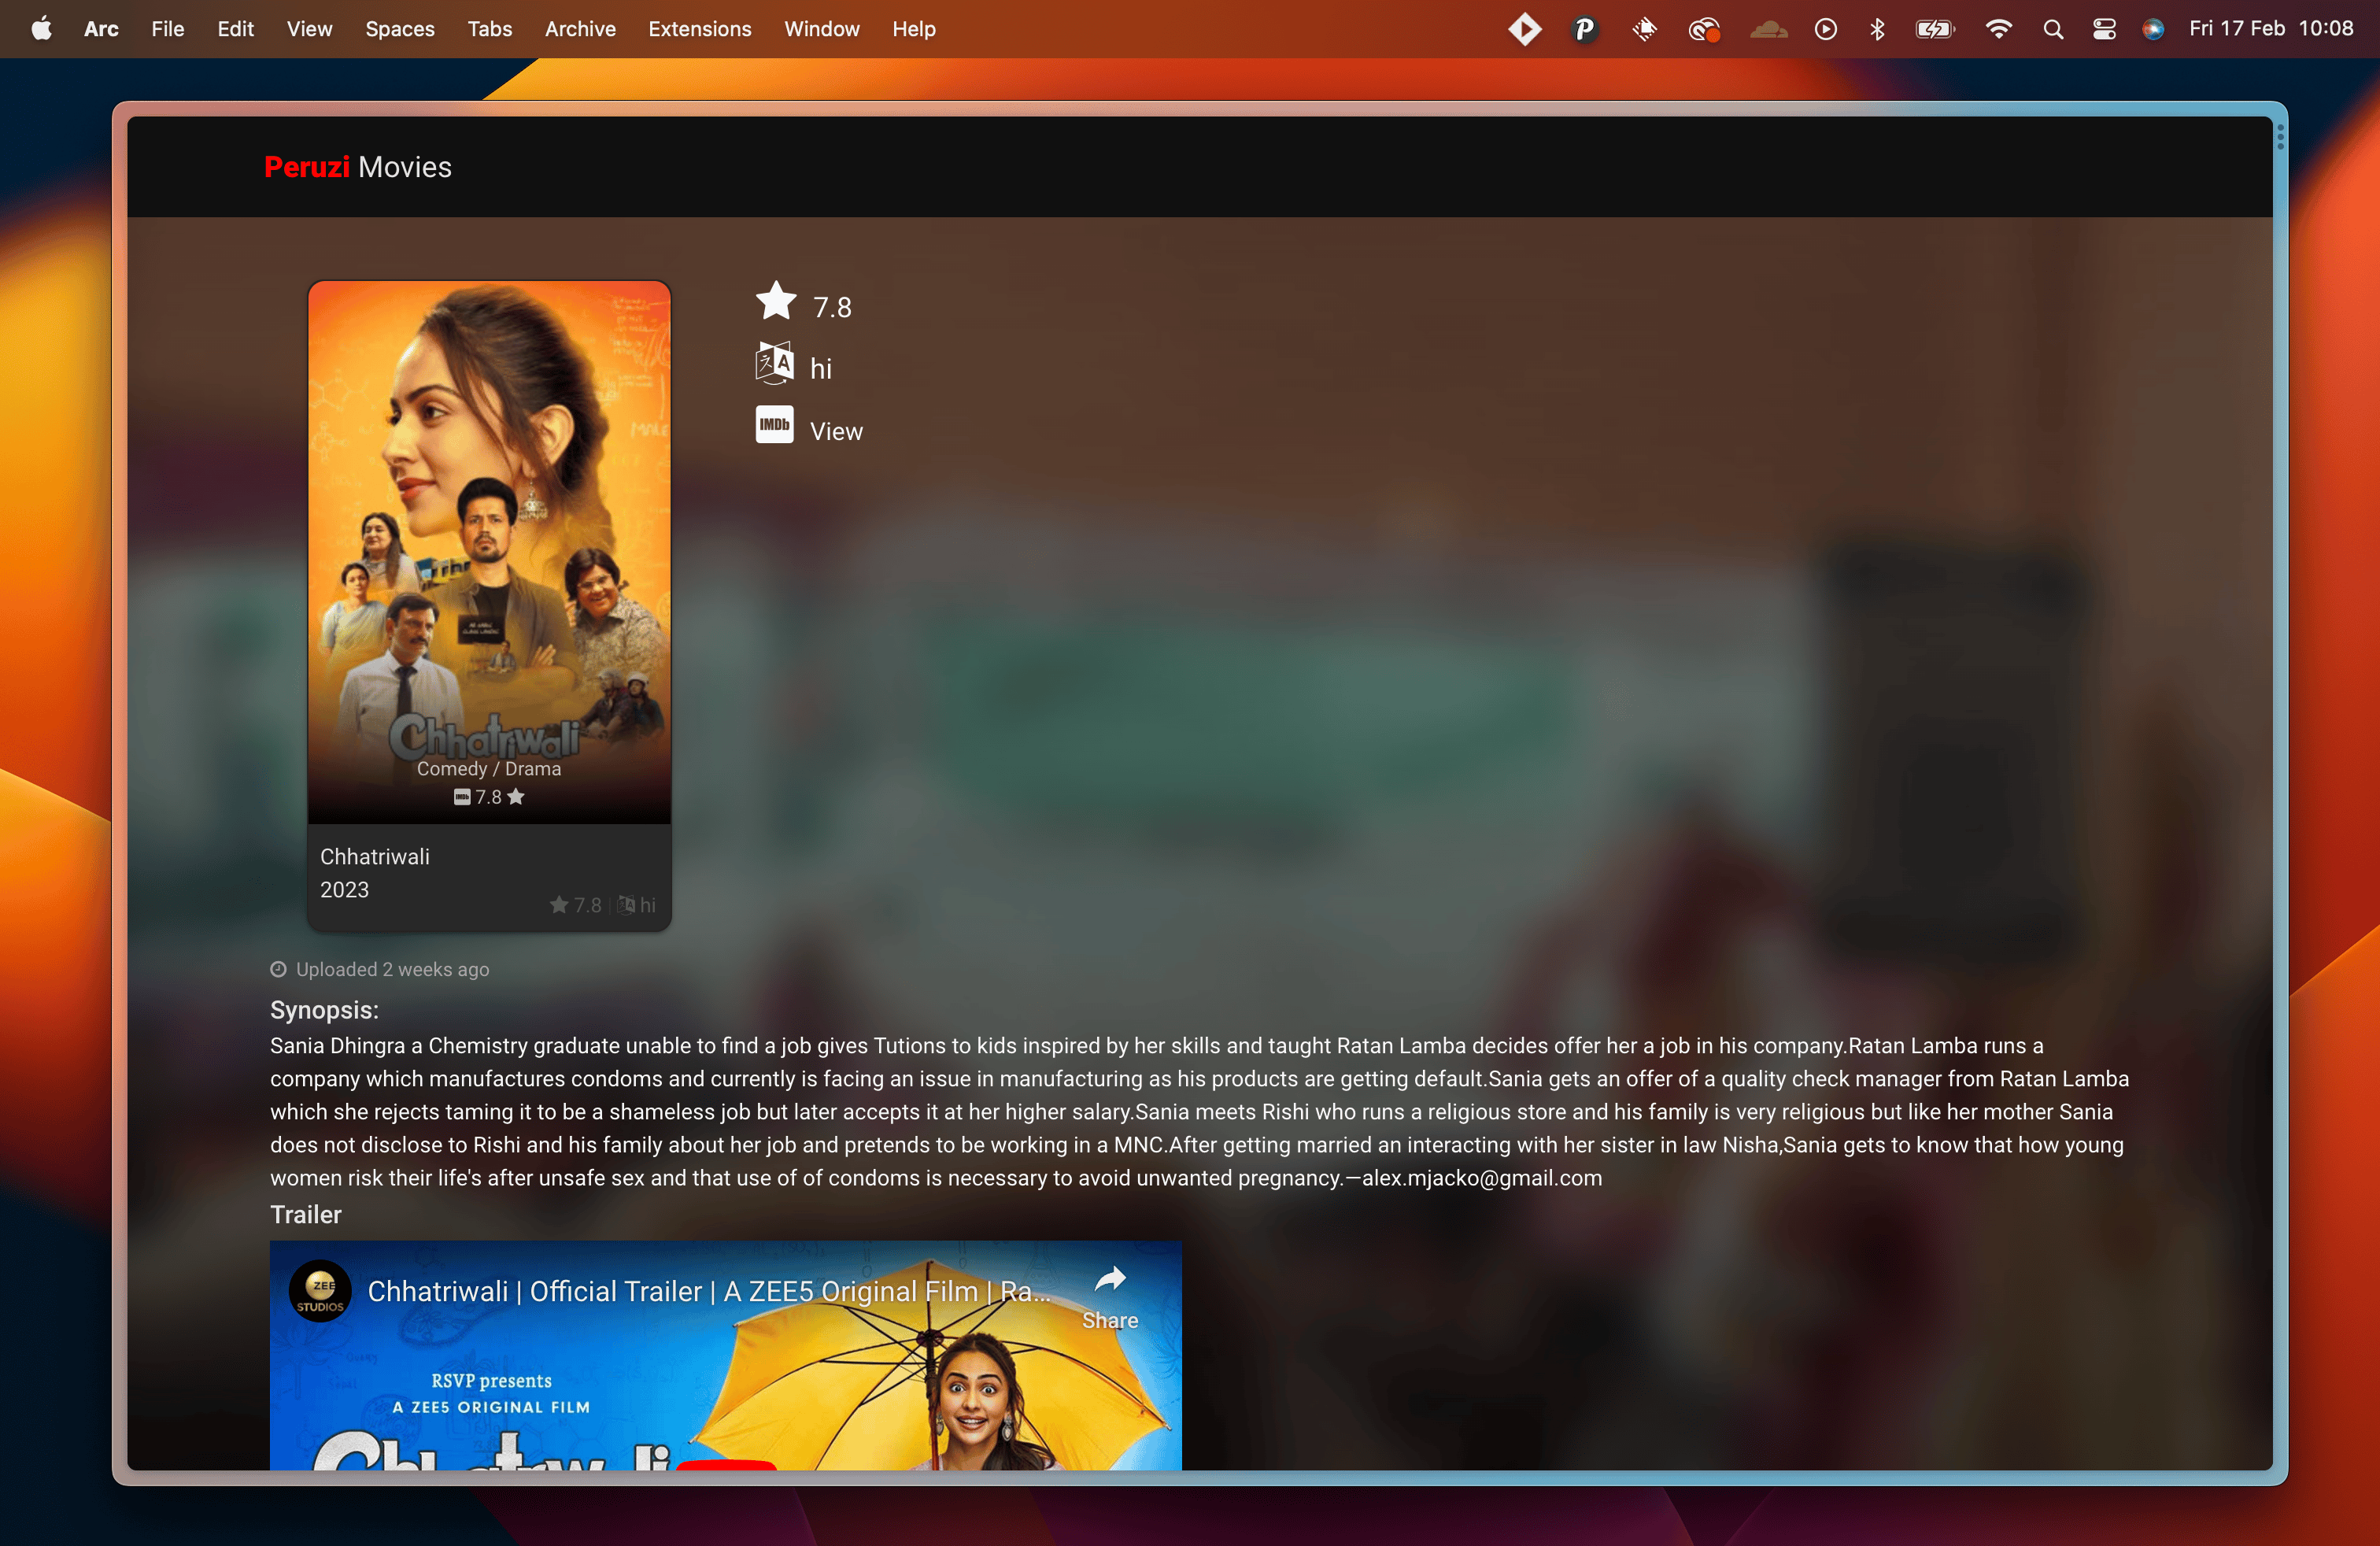 Arc File Edit View Spaces Tabs Archive Extensions Window Help
Fri 17 Feb 10:08
Peruzi Movies
7.8
hi
IMDb View
Chhatriwali
Comedy / Drama
IMDb 7.8
Chhatriwali
2023
7.8 | hi
Uploaded 2 weeks ago
Synopsis:
Sania Dhingra a Chemistry graduate unable to find a job gives Tutions to kids inspired by her skills and taught Ratan Lamba decides offer her a job in his company.Ratan Lamba runs a
company which manufactures condoms and currently is facing an issue in manufacturing as his products are getting default.Sania gets an offer of a quality check manager from Ratan Lamba
which she rejects taming it to be a shameless job but later accepts it at her higher salary.Sania meets Rishi who runs a religious store and his family is very religious but like her mother Sania
does not disclose to Rishi and his family about her job and pretends to be working in a MNC.After getting married an interacting with her sister in law Nisha,Sania gets to know that how young
women risk their life's after unsafe sex and that use of of condoms is necessary to avoid unwanted pregnancy.—alex.mjacko@gmail.com
Trailer
ZEE STUDIOS
Chhatriwali | Official Trailer | A ZEE5 Original Film | Ra...
Share
RSVP presents
A ZEE5 ORIGINAL FILM
Chhatriwali